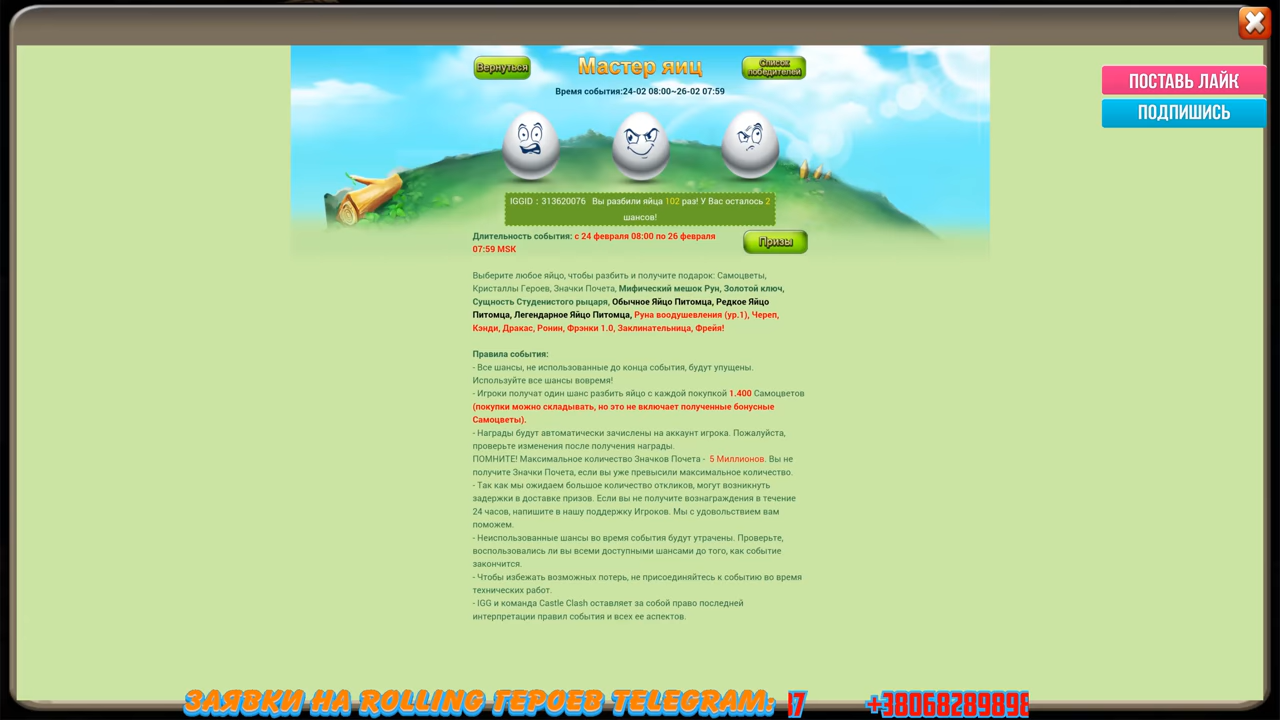 Вернуться
Мастер яиц
Список
победителей
Время события:24-02 08:00~26-02 07:59
ПОСТАВЬ ЛАЙК
ПОДПИШИСЬ
IGGID : 313620076 Вы разбили яйца 102 раз! У Вас осталось 2
шансов!
Длительность события: с 24 февраля 08:00 по 26 февраля
07:59 MSK
Призы
Выберите любое яйцо, чтобы разбить и получите подарок: Самоцветы,
Кристаллы Героев, Значки Почета, Мифический мешок Рун, Золотой ключ,
Сущность Студенистого рыцаря, Обычное Яйцо Питомца, Редкое Яйцо
Питомца, Легендарное Яйцо Питомца, Руна воодушевления (ур.1), Череп,
Кэнди, Дракас, Ронин, Фрэнки 1.0, Заклинательница, Фрейя!
Правила события:
- Все шансы, не использованные до конца события, будут упущены.
Используйте все шансы вовремя!
- Игроки получат один шанс разбить яйцо с каждой покупкой 1.400 Самоцветов
(покупки можно складывать, но это не включает полученные бонусные
Самоцветы).
- Награды будут автоматически зачислены на аккаунт игрока. Пожалуйста,
проверьте изменения после получения награды.
ПОМНИТЕ! Максимальное количество Значков Почета - 5 Миллионов. Вы не
получите Значки Почета, если вы уже превысили максимальное количество.
- Так как мы ожидаем большое количество откликов, могут возникнуть
задержки в доставке призов. Если вы не получите вознаграждения в течение
24 часов, напишите в нашу поддержку Игроков. Мы с удовольствием вам
поможем.
- Неиспользованные шансы во время события будут утрачены. Проверьте,
воспользовались ли вы всеми доступными шансами до того, как событие
закончится.
- Чтобы избежать возможных потерь, не присоединяйтесь к событию во время
технических работ.
- IGG и команда Castle Clash оставляет за собой право последней
интерпретации правил события и всех ее аспектов.
ЗАЯВКИ НА ROLLING ГЕРОЕВ TELEGRAM: 17 +38068289898